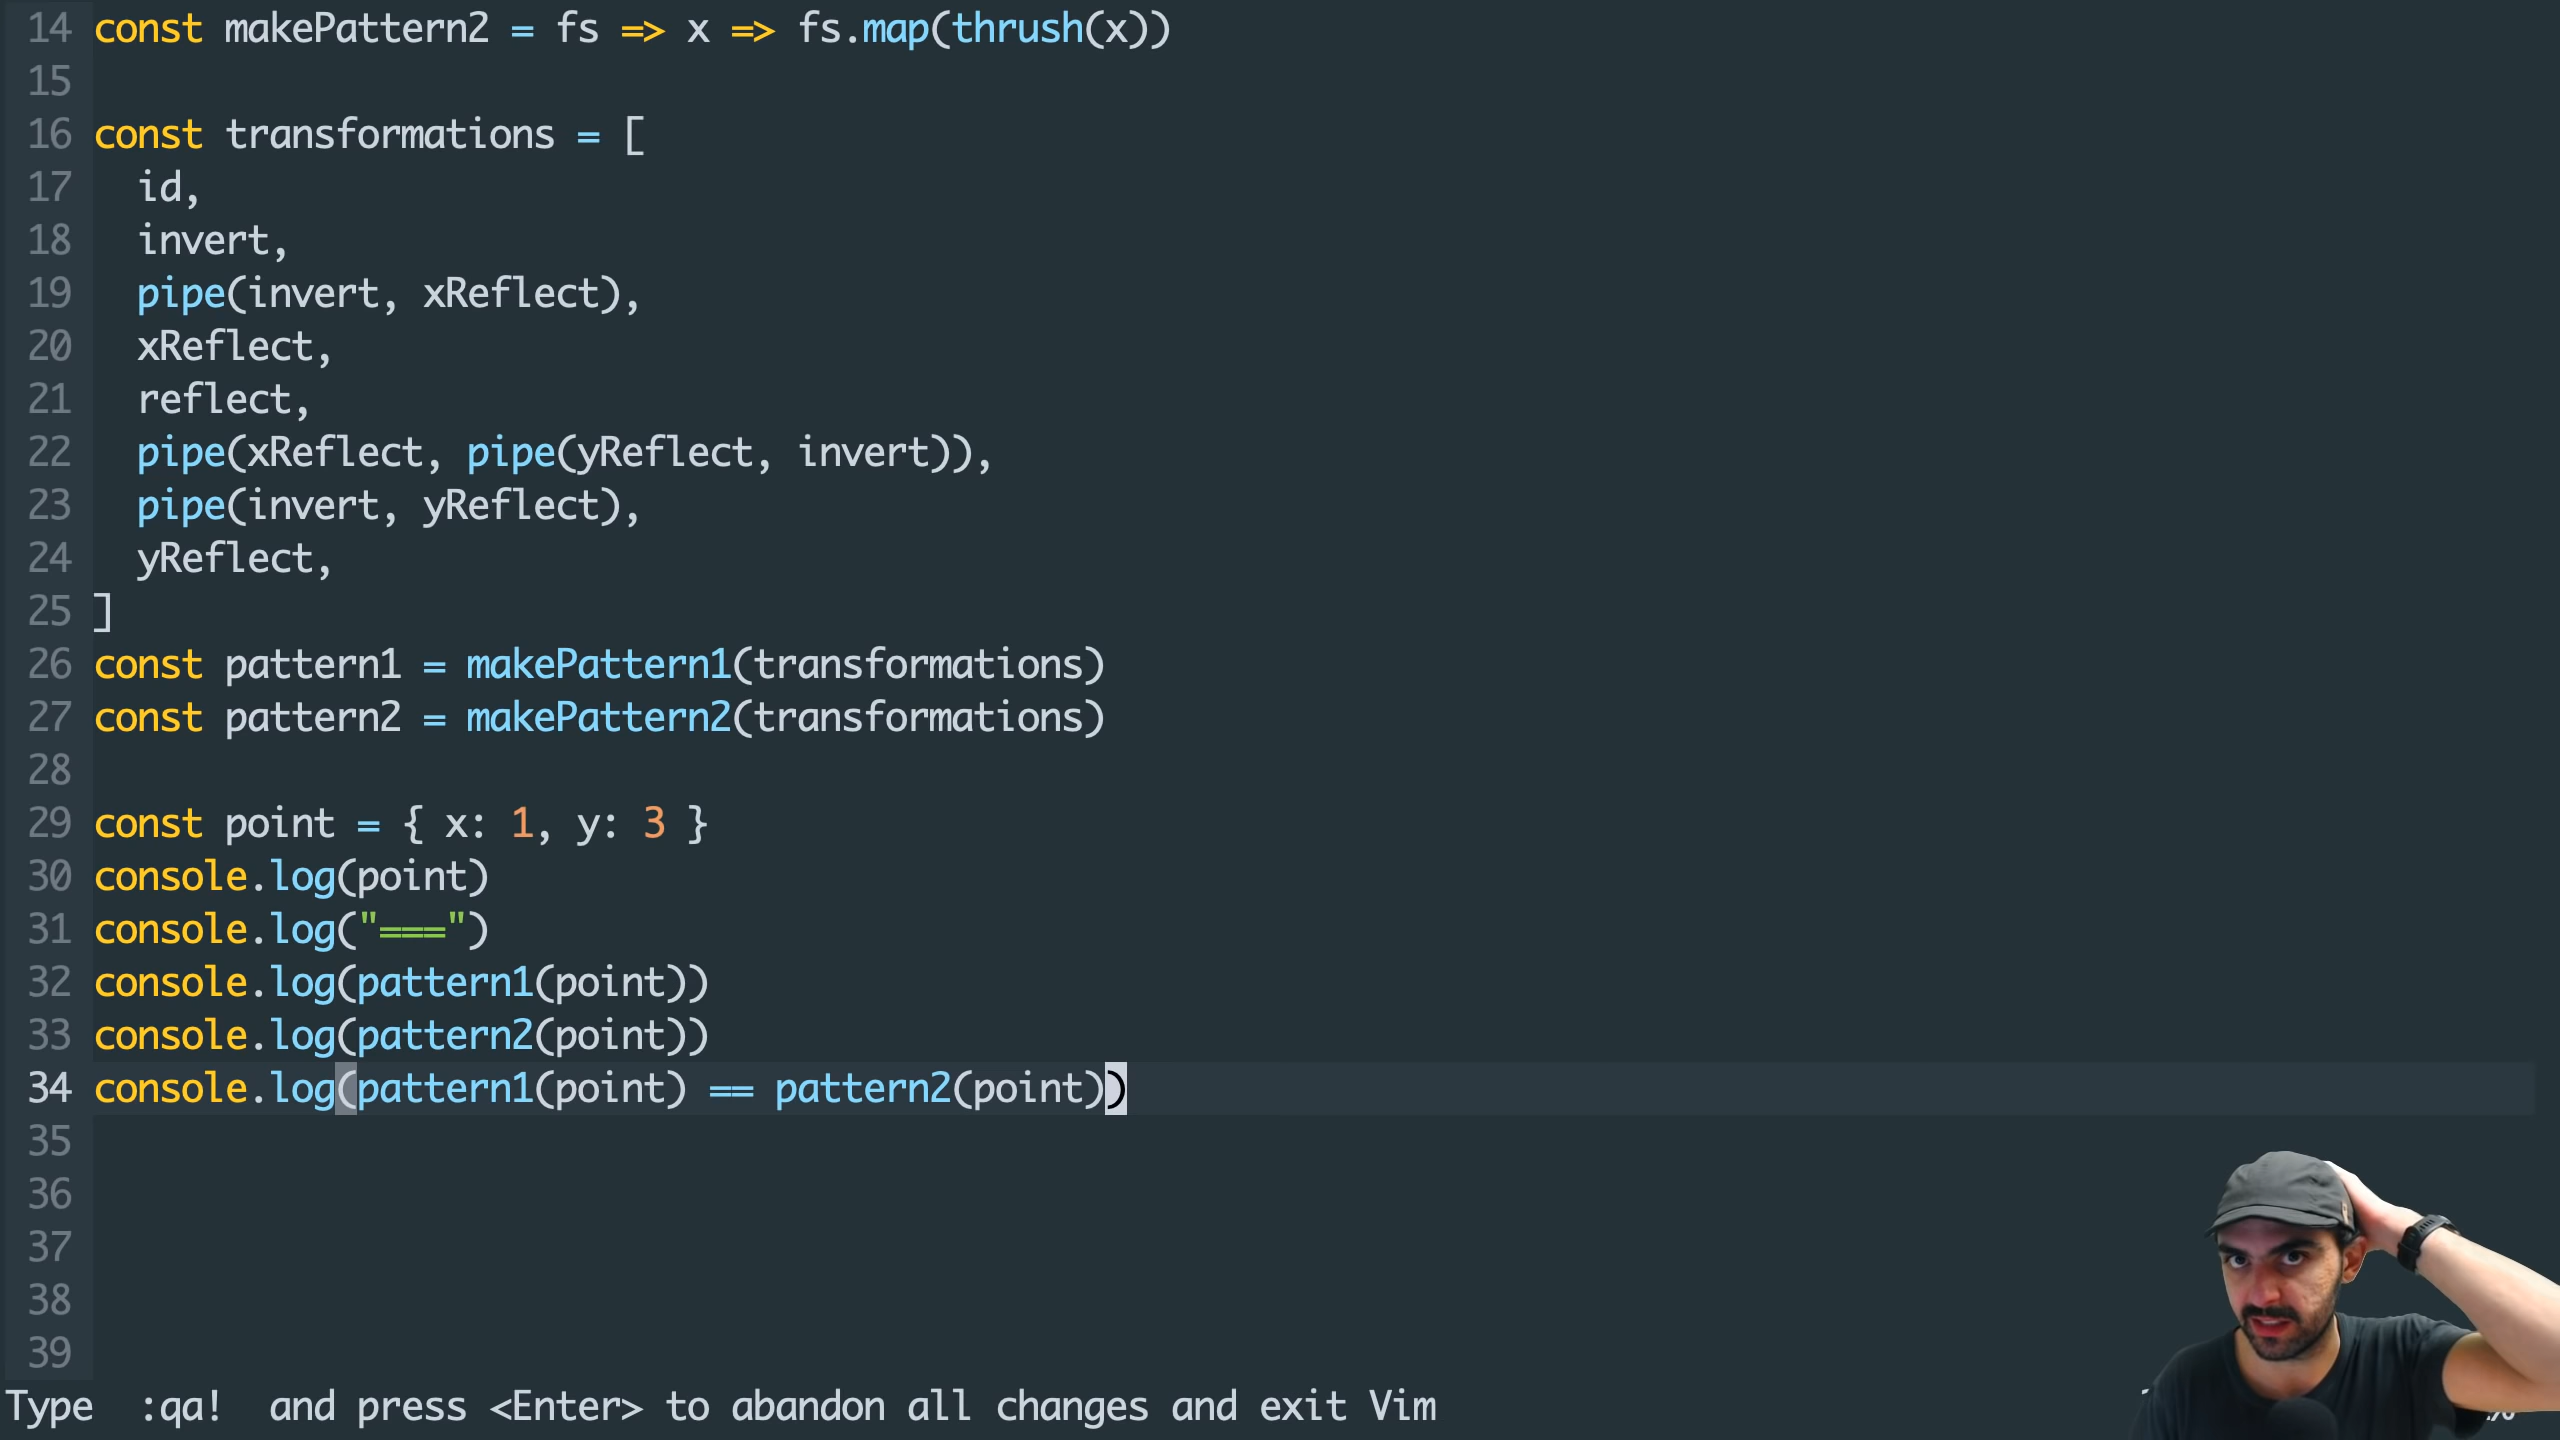 14 const makePattern2 = fs => x => fs.map(thrush(x))
15
16 const transformations = [
17   id,
18   invert,
19   pipe(invert, xReflect),
20   xReflect,
21   reflect,
22   pipe(xReflect, pipe(yReflect, invert)),
23   pipe(invert, yReflect),
24   yReflect,
25 ]
26 const pattern1 = makePattern1(transformations)
27 const pattern2 = makePattern2(transformations)
28
29 const point = { x: 1, y: 3 }
30 console.log(point)
31 console.log("===")
32 console.log(pattern1(point))
33 console.log(pattern2(point))
34 console.log(pattern1(point) == pattern2(point))
35
36
37
38
39
Type  :qa!  and press <Enter> to abandon all changes and exit Vim